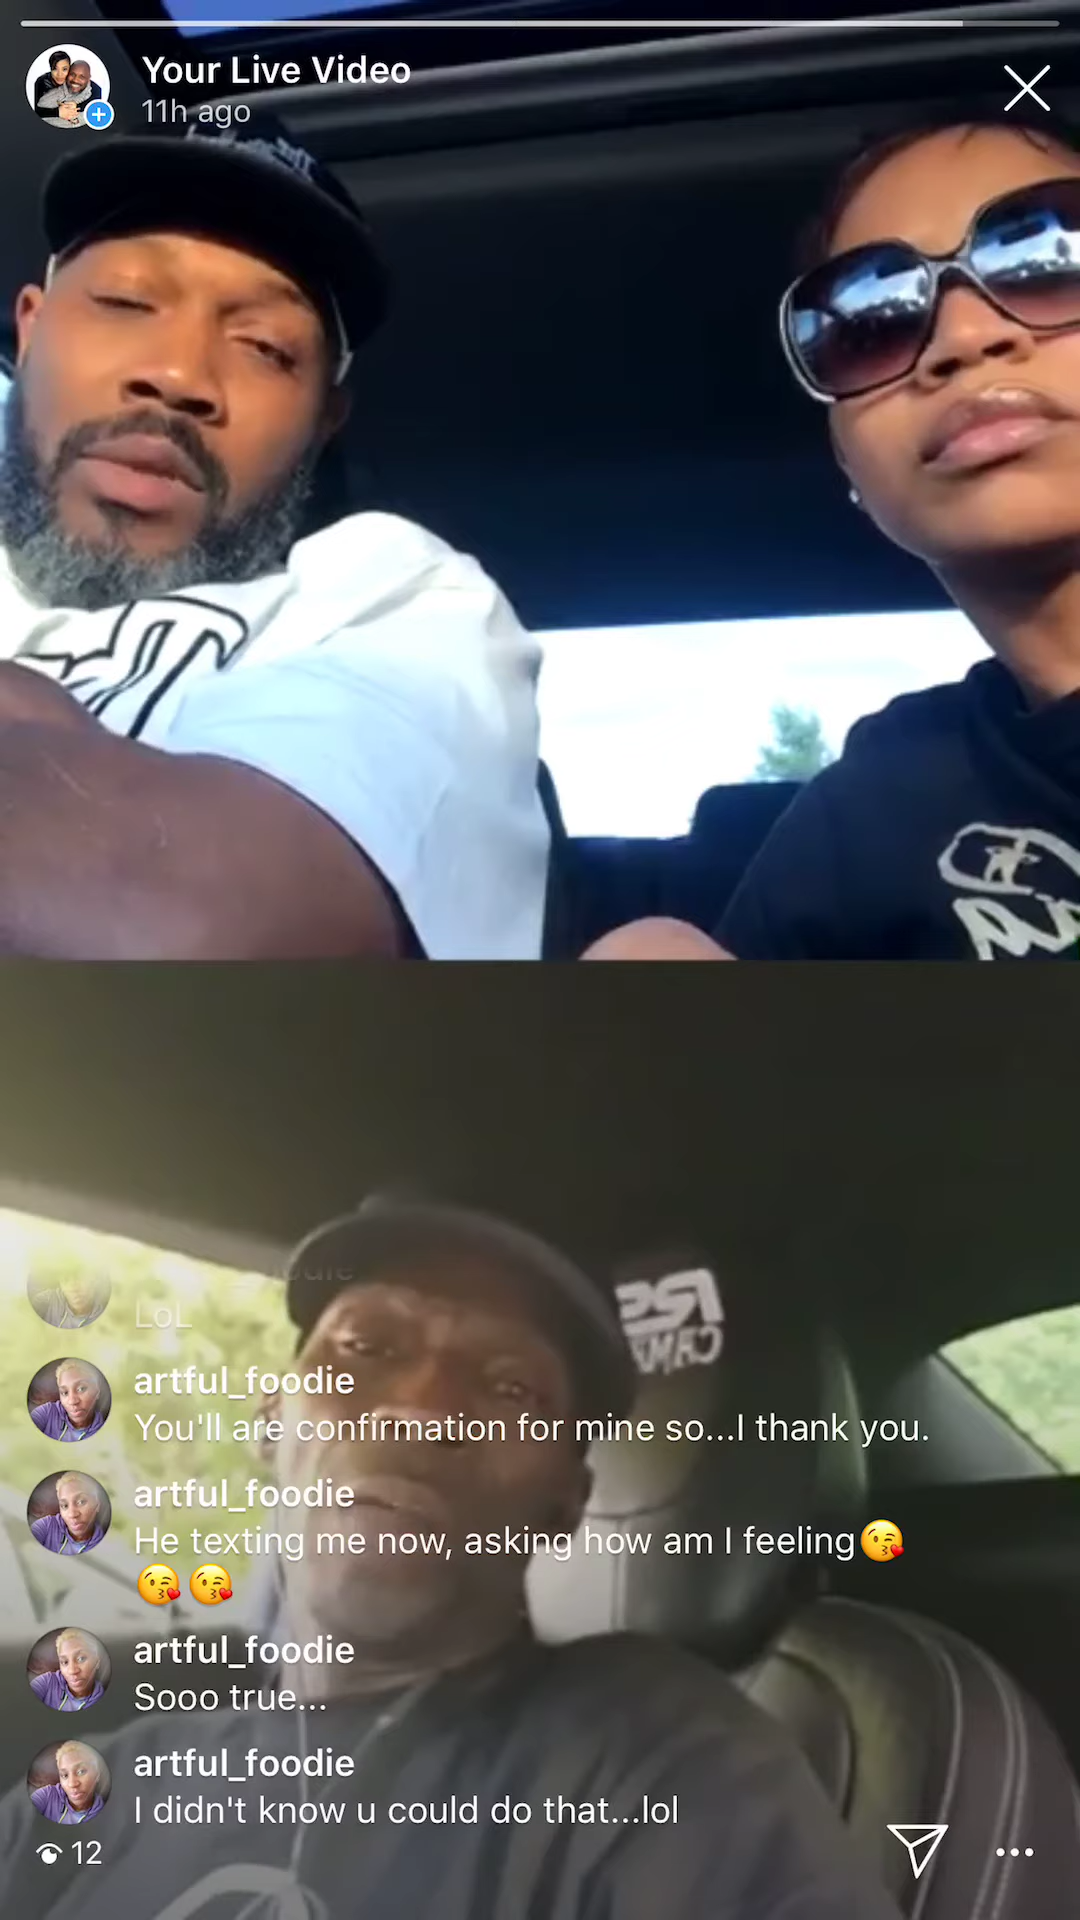 Your Live Video
11h ago
LoL
artful_foodie
You'll are confirmation for mine so...I thank you.
artful_foodie
He texting me now, asking how am I feeling😘
😘😘
artful_foodie
Sooo true...
artful_foodie
I didn't know u could do that...lol
12